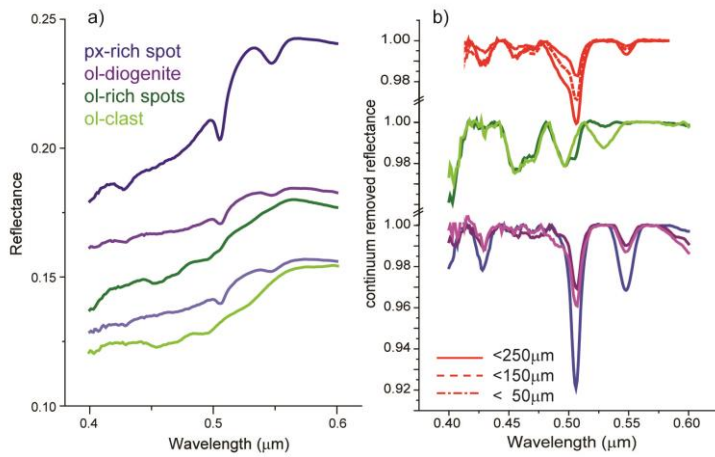 a)
0.25
px-rich spot
ol-diogenite
ol-rich spots
ol-clast
0.20
Reflectance
0.15
0.10
0.4
0.5
0.6
Wavelength (μm)
b)
1.00
0.98
1.00
0.98
1.00
0.98
0.96
0.94
0.92
continuum removed reflectance
<250μm
<150μm
< 50μm
0.40
0.45
0.50
0.55
0.60
Wavelength (μm)